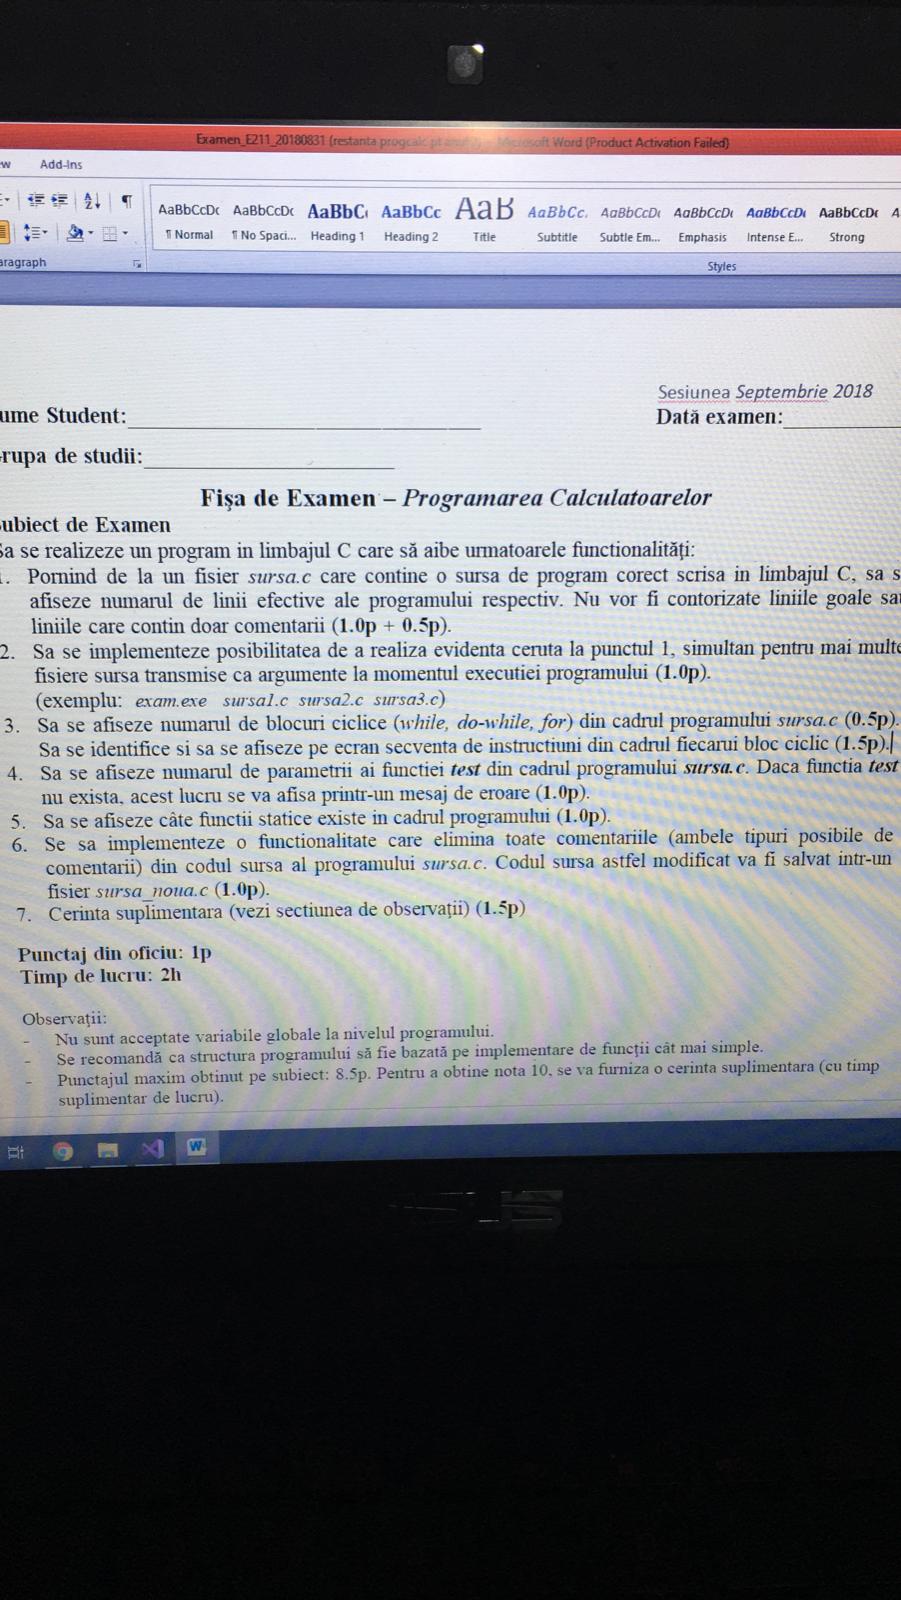 Examen_E211_20180831 (restanta progcalc pt - Microsoft Word (Product Activation Failed)
Add-Ins
AaBbCcDc AaBbCcDc AaBbC AaBbCc AaB AaBbCc. AaBbCcDt AaBbCcDt AaBbCcDt AaBbCcDt A
¶ Normal ¶ No Spaci... Heading 1 Heading 2 Title Subtitle Subtle Em... Emphasis Intense E... Strong
aragraph
Styles
Sesiunea Septembrie 2018
ume Student:
Dată examen:
rupa de studii:
Fişa de Examen – Programarea Calculatoarelor
ubiect de Examen
Sa se realizeze un program in limbajul C care să aibe urmatoarele functionalităţi:
. Pornind de la un fisier sursa.c care contine o sursa de program corect scrisa in limbajul C, sa s
afiseze numarul de linii efective ale programului respectiv. Nu vor fi contorizate liniile goale sa
liniile care contin doar comentarii (1.0p + 0.5p).
2. Sa se implementeze posibilitatea de a realiza evidenta ceruta la punctul 1, simultan pentru mai multe
fisiere sursa transmise ca argumente la momentul executiei programului (1.0p).
(exemplu: exam.exe sursa1.c sursa2.c sursa3.c)
3. Sa se afiseze numarul de blocuri ciclice (while, do-while, for) din cadrul programului sursa.c (0.5p).
Sa se identifice si sa se afiseze pe ecran secventa de instructiuni din cadrul fiecarui bloc ciclic (1.5p).
4. Sa se afiseze numarul de parametrii ai functiei test din cadrul programului sursa.c. Daca functia test
nu exista, acest lucru se va afisa printr-un mesaj de eroare (1.0p).
5. Sa se afiseze câte functii statice existe in cadrul programului (1.0p).
6. Se sa implementeze o functionalitate care elimina toate comentariile (ambele tipuri posibile de
comentarii) din codul sursa al programului sursa.c. Codul sursa astfel modificat va fi salvat intr-un
fisier sursa_noua.c (1.0p).
7. Cerinta suplimentara (vezi sectiunea de observaţii) (1.5p)
Punctaj din oficiu: 1p
Timp de lucru: 2h
Observaţii:
- Nu sunt acceptate variabile globale la nivelul programului.
- Se recomandă ca structura programului să fie bazată pe implementare de funcţii cât mai simple.
- Punctajul maxim obtinut pe subiect: 8.5p. Pentru a obtine nota 10, se va furniza o cerinta suplimentara (cu timp
suplimentar de lucru).